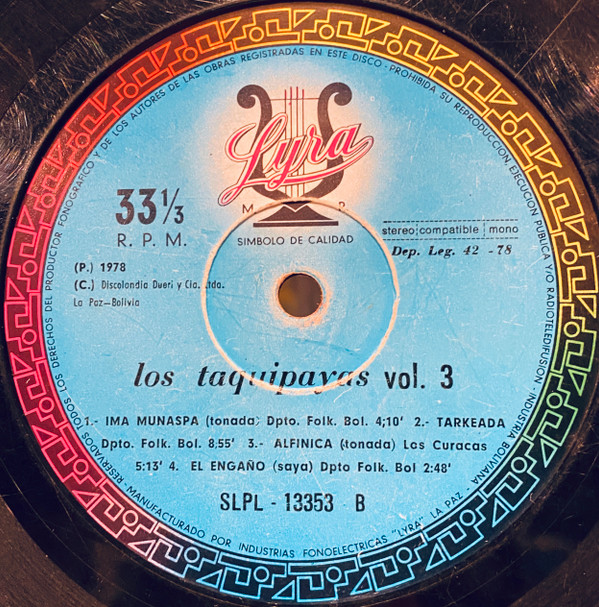 RESERVADOS TODOS LOS DERECHOS DEL PRODUCTOR FONOGRAFICO Y DE LOS AUTORES DE LAS OBRAS REGISTRADAS EN ESTE DISCO - PROHIBIDA SU REPRODUCCION, EJECUCION PUBLICA Y/O RADIOTELEDIFUSION - INDUSTRIA BOLIVIANA
Lyra
M R
SIMBOLO DE CALIDAD
33 1/3
R. P. M.
stereo compatible mono
Dep. Leg. 42 - 78
(P.) 1978
(C.) Discolandia Dueri y Cia. Ltda.
La Paz-Bolivia
los taquipayas vol. 3
1.- IMA MUNASPA (tonada) Dpto. Folk. Bol. 4;10' 2.- TARKEADA
Dpto. Folk. Bol. 8,55' 3.- ALFINICA (tonada) Los Curacas
5:13' 4. EL ENGAÑO (saya) Dpto Folk. Bol 2:48'
SLPL - 13353 B
-MANUFACTURADO POR INDUSTRIAS FONOELECTRICAS "LYRA" LA PAZ -